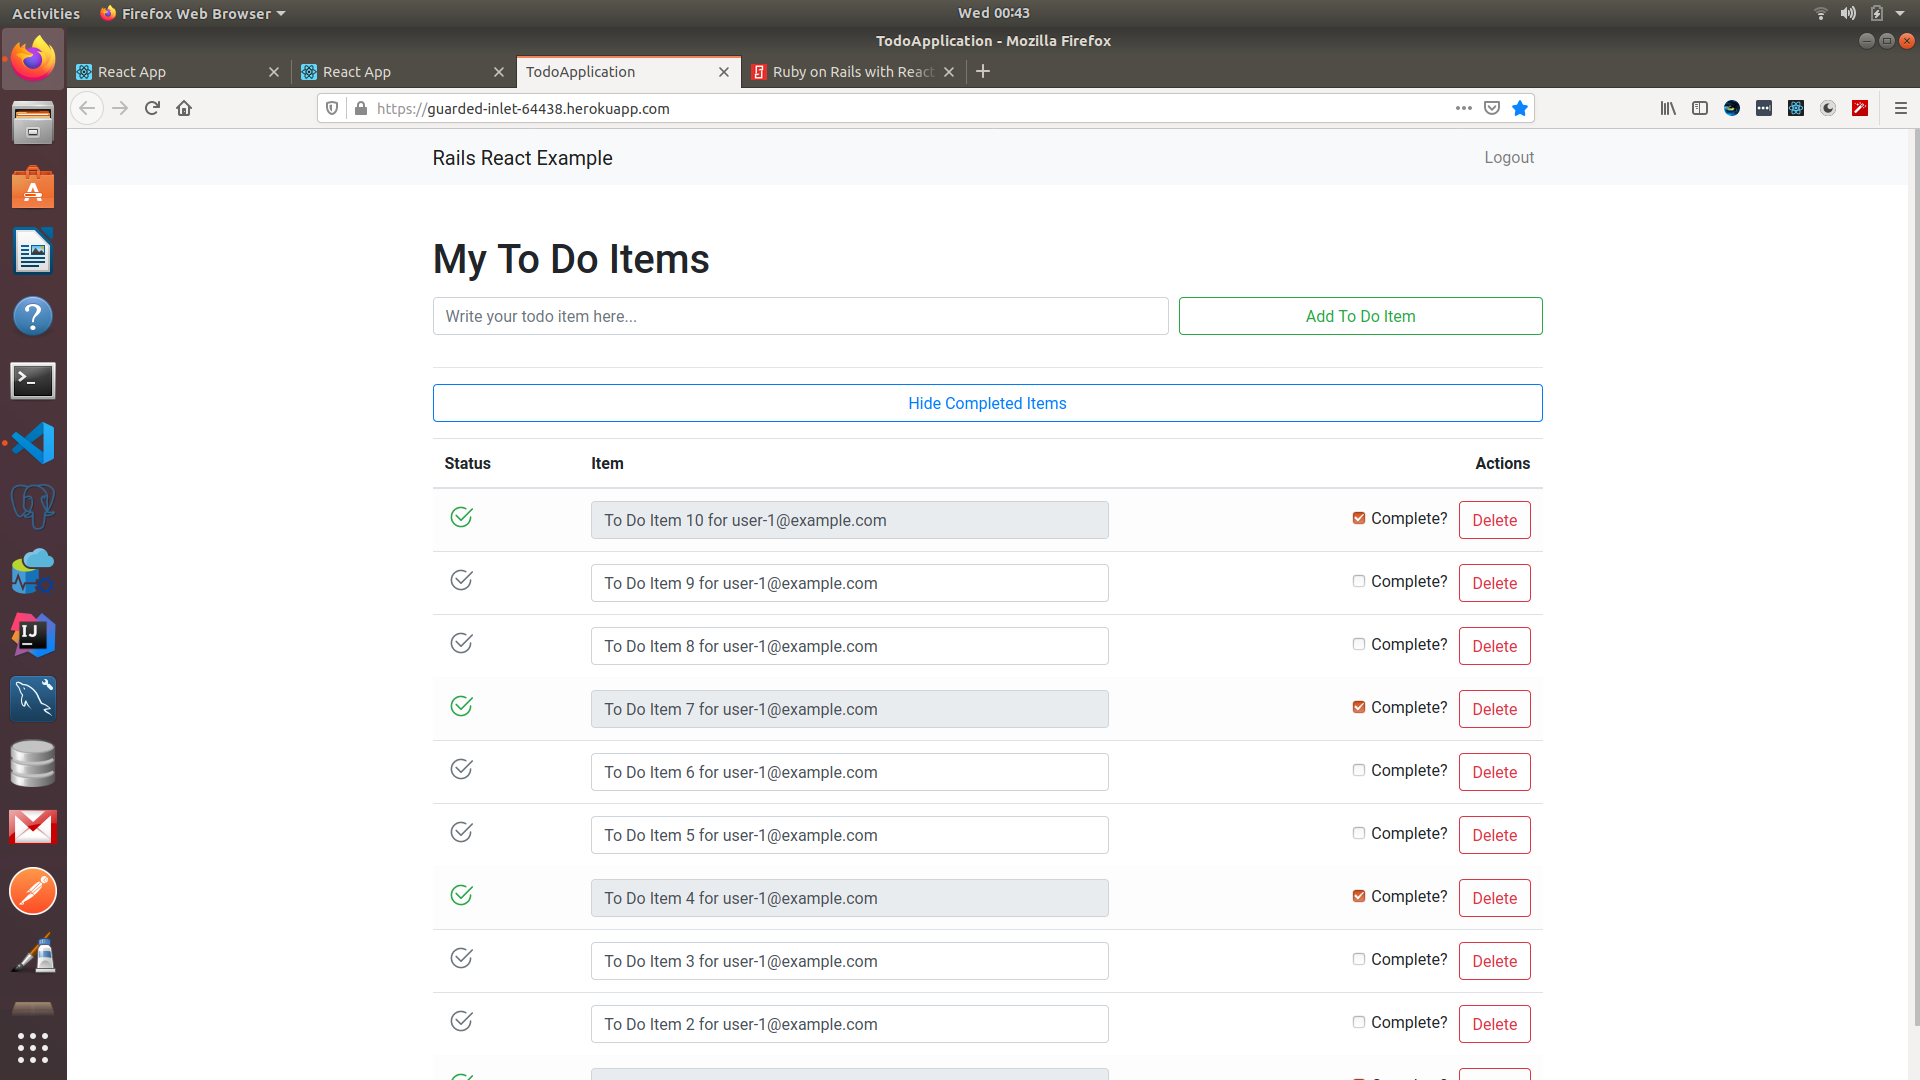 Activities Firefox Web Browser Wed 00:43
TodoApplication - Mozilla Firefox
React App React App TodoApplication Ruby on Rails with React
https://guarded-inlet-64438.herokuapp.com
Rails React Example Logout
My To Do Items
Write your todo item here... Add To Do Item
Hide Completed Items
Status Item Actions
To Do Item 10 for user-1@example.com Complete? Delete
To Do Item 9 for user-1@example.com Complete? Delete
To Do Item 8 for user-1@example.com Complete? Delete
To Do Item 7 for user-1@example.com Complete? Delete
To Do Item 6 for user-1@example.com Complete? Delete
To Do Item 5 for user-1@example.com Complete? Delete
To Do Item 4 for user-1@example.com Complete? Delete
To Do Item 3 for user-1@example.com Complete? Delete
To Do Item 2 for user-1@example.com Complete? Delete